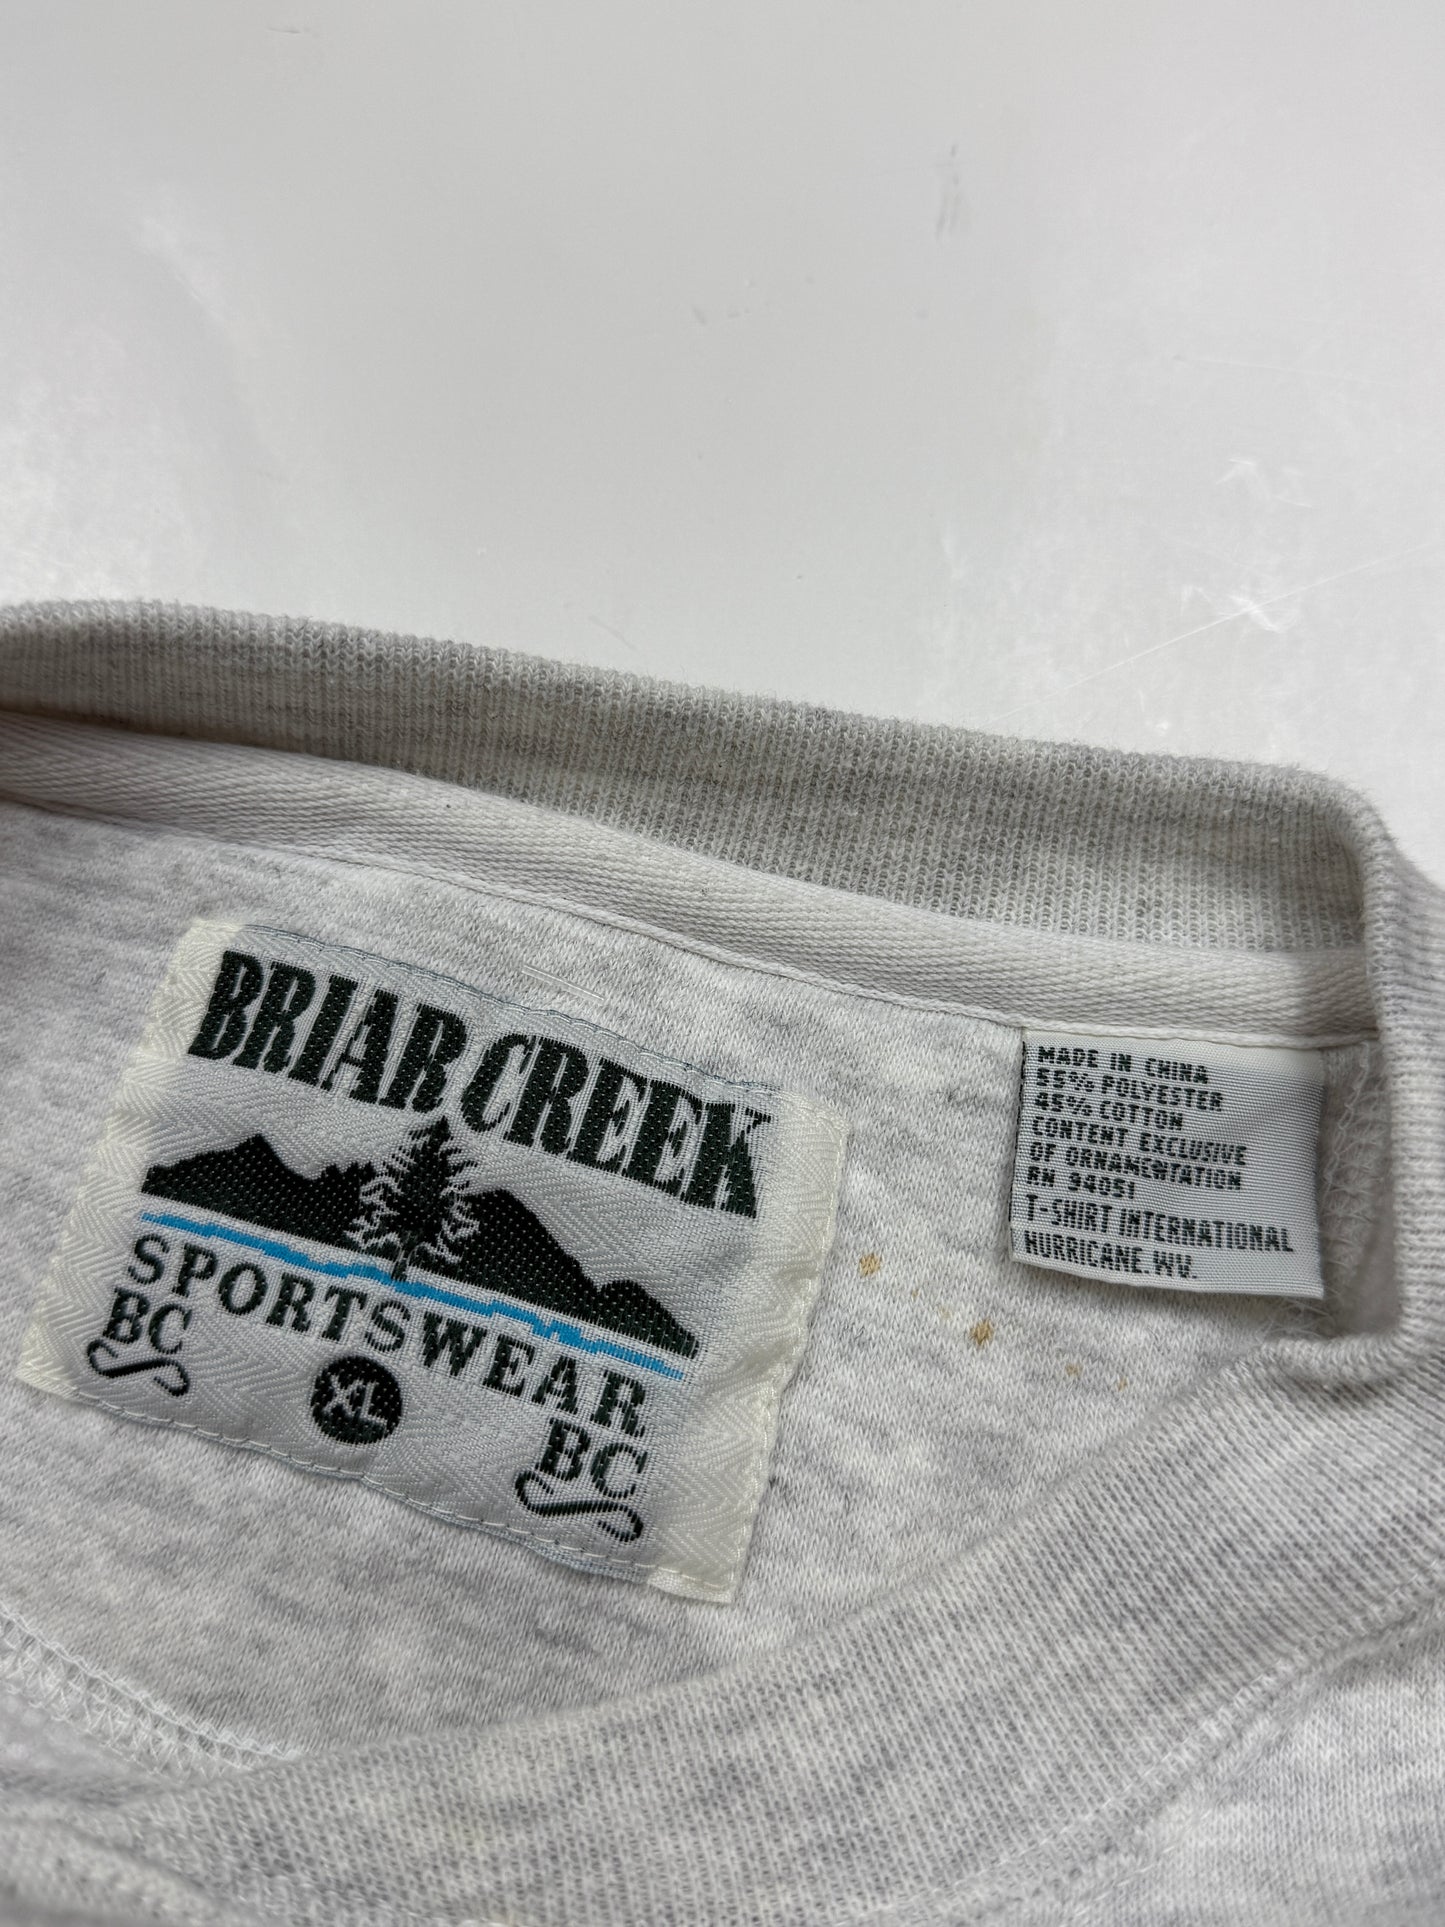 BRIAR CREEK
SPORTSWEAR
BC
XL
BC
MADE IN CHINA
55% POLYESTER
45% COTTON
CONTENT EXCLUSIVE
OF ORNAMENTATION
RN 94051
T-SHIRT INTERNATIONAL
HURRICANE. WV.